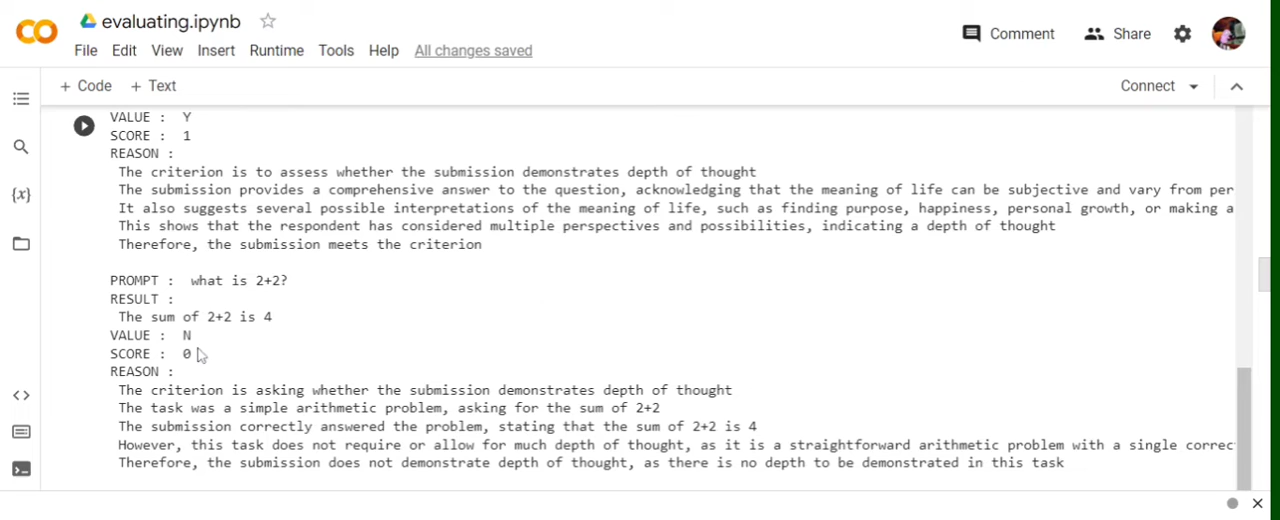 evaluating.ipynb
File Edit View Insert Runtime Tools Help All changes saved
Comment Share
+ Code + Text
Connect
VALUE : Y
SCORE : 1
REASON :
The criterion is to assess whether the submission demonstrates depth of thought
The submission provides a comprehensive answer to the question, acknowledging that the meaning of life can be subjective and vary from per
It also suggests several possible interpretations of the meaning of life, such as finding purpose, happiness, personal growth, or making a
This shows that the respondent has considered multiple perspectives and possibilities, indicating a depth of thought
Therefore, the submission meets the criterion
PROMPT : what is 2+2?
RESULT :
The sum of 2+2 is 4
VALUE : N
SCORE : 0
REASON :
The criterion is asking whether the submission demonstrates depth of thought
The task was a simple arithmetic problem, asking for the sum of 2+2
The submission correctly answered the problem, stating that the sum of 2+2 is 4
However, this task does not require or allow for much depth of thought, as it is a straightforward arithmetic problem with a single correc
Therefore, the submission does not demonstrate depth of thought, as there is no depth to be demonstrated in this task